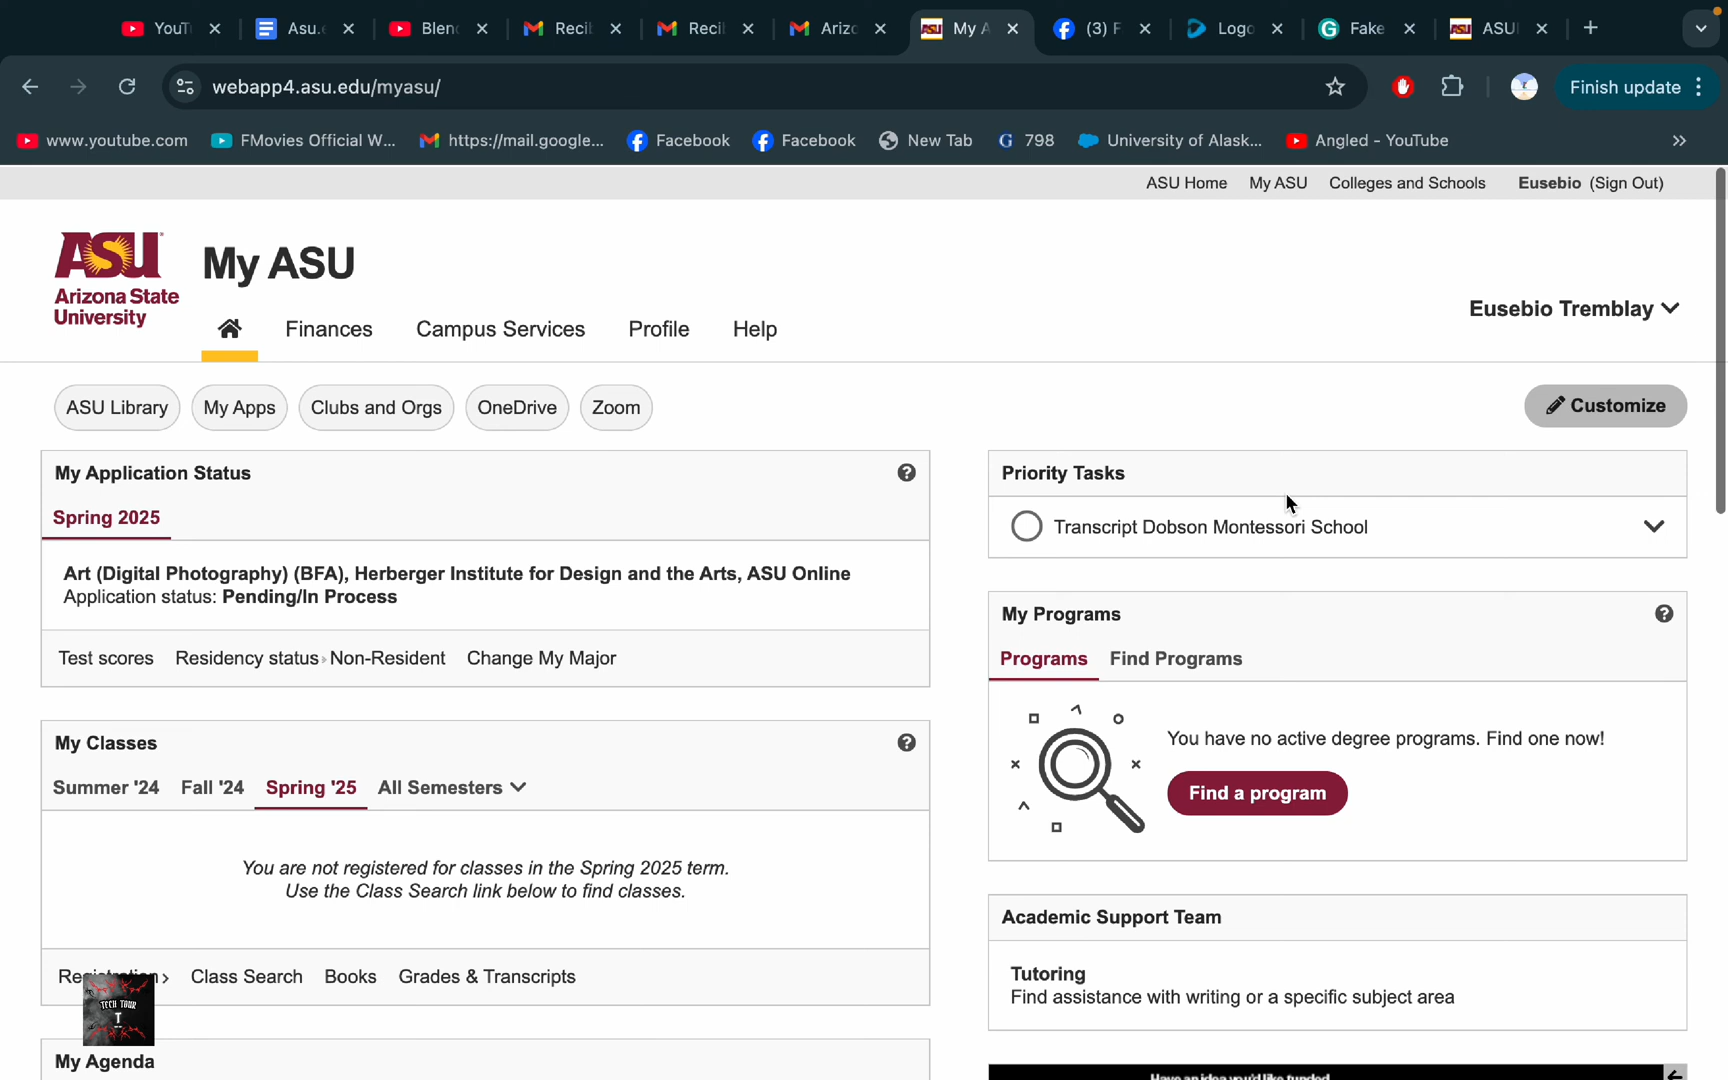 YouT
Asu.
Blen
Recil
Recil
Arizo
My A
(3) F
Logo
Fake
ASU
webapp4.asu.edu/myasu/
Finish update
www.youtube.com
FMovies Official W...
https://mail.google...
Facebook
Facebook
New Tab
798
University of Alask...
Angled - YouTube
ASU Home My ASU Colleges and Schools Eusebio (Sign Out)
ASU
Arizona State
University
My ASU
Finances Campus Services Profile Help
Eusebio Tremblay
ASU Library My Apps Clubs and Orgs OneDrive Zoom
Customize
My Application Status
Spring 2025
Art (Digital Photography) (BFA), Herberger Institute for Design and the Arts, ASU Online
Application status: Pending/In Process
Test scores Residency status › Non-Resident Change My Major
My Classes
Summer '24 Fall '24 Spring '25 All Semesters
You are not registered for classes in the Spring 2025 term.
Use the Class Search link below to find classes.
Class Search Books Grades & Transcripts
TECH TOUR
T
My Agenda
Priority Tasks
Transcript Dobson Montessori School
My Programs
Programs Find Programs
You have no active degree programs. Find one now!
Find a program
Academic Support Team
Tutoring
Find assistance with writing or a specific subject area
Have an idea you'd like funded